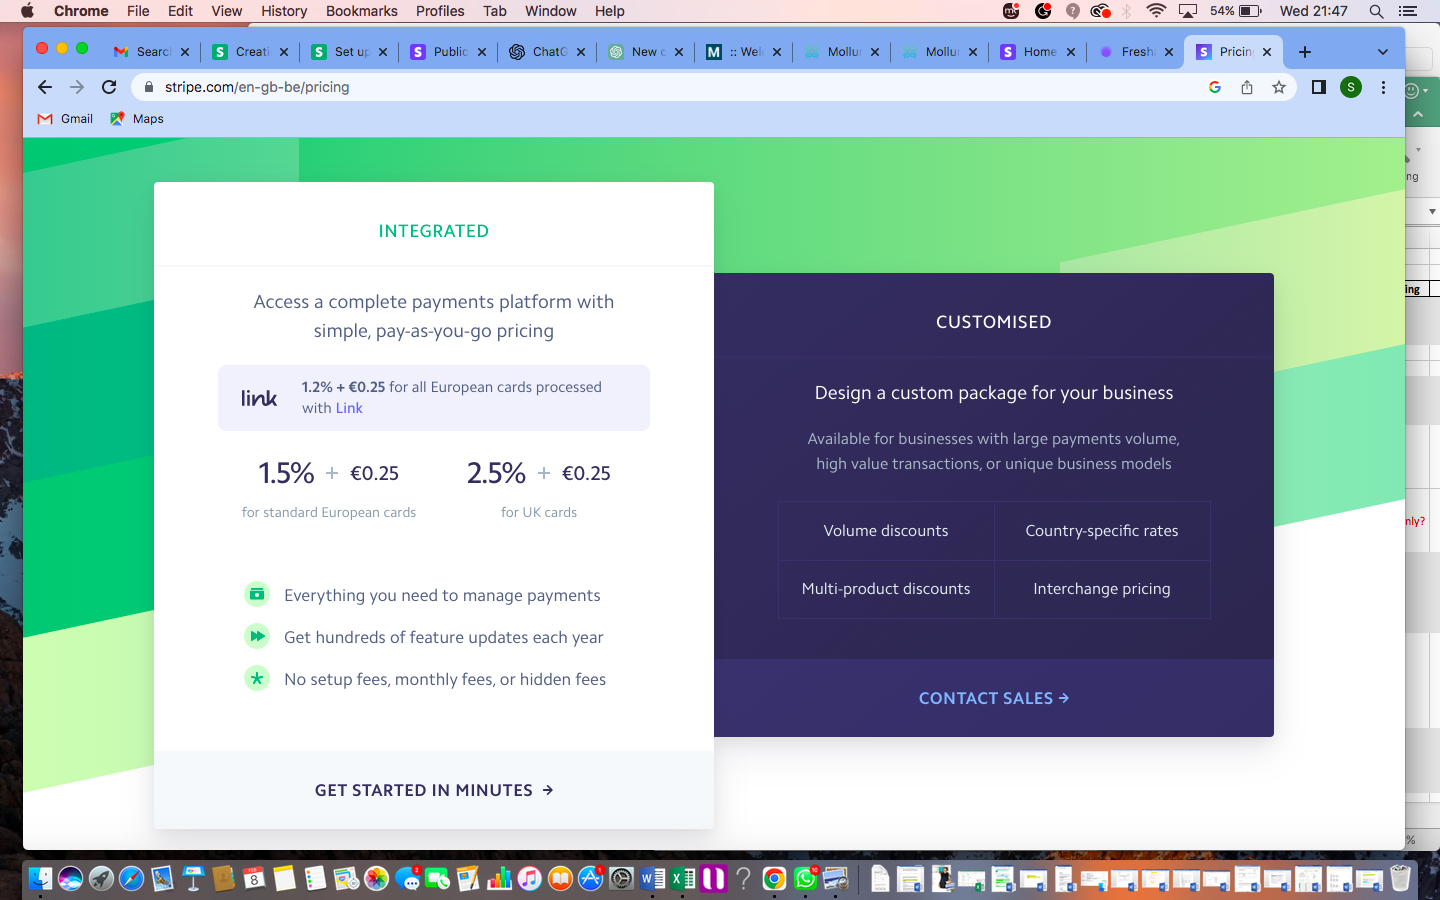 Chrome File Edit View History Bookmarks Profiles Tab Window Help 54% Wed 21:47
Search Creati Set up Public ChatG New c :: Wel Mollur Mollur Home Fresh Pricin
stripe.com/en-gb-be/pricing S
Gmail Maps
INTEGRATED
Access a complete payments platform with
simple, pay-as-you-go pricing
link
1.2% + €0.25 for all European cards processed
with Link
1.5% + €0.25
for standard European cards
2.5% + €0.25
for UK cards
Everything you need to manage payments
Get hundreds of feature updates each year
No setup fees, monthly fees, or hidden fees
GET STARTED IN MINUTES →
CUSTOMISED
Design a custom package for your business
Available for businesses with large payments volume,
high value transactions, or unique business models
Volume discounts
Country-specific rates
Multi-product discounts
Interchange pricing
CONTACT SALES →
ng
ing
nly?
%